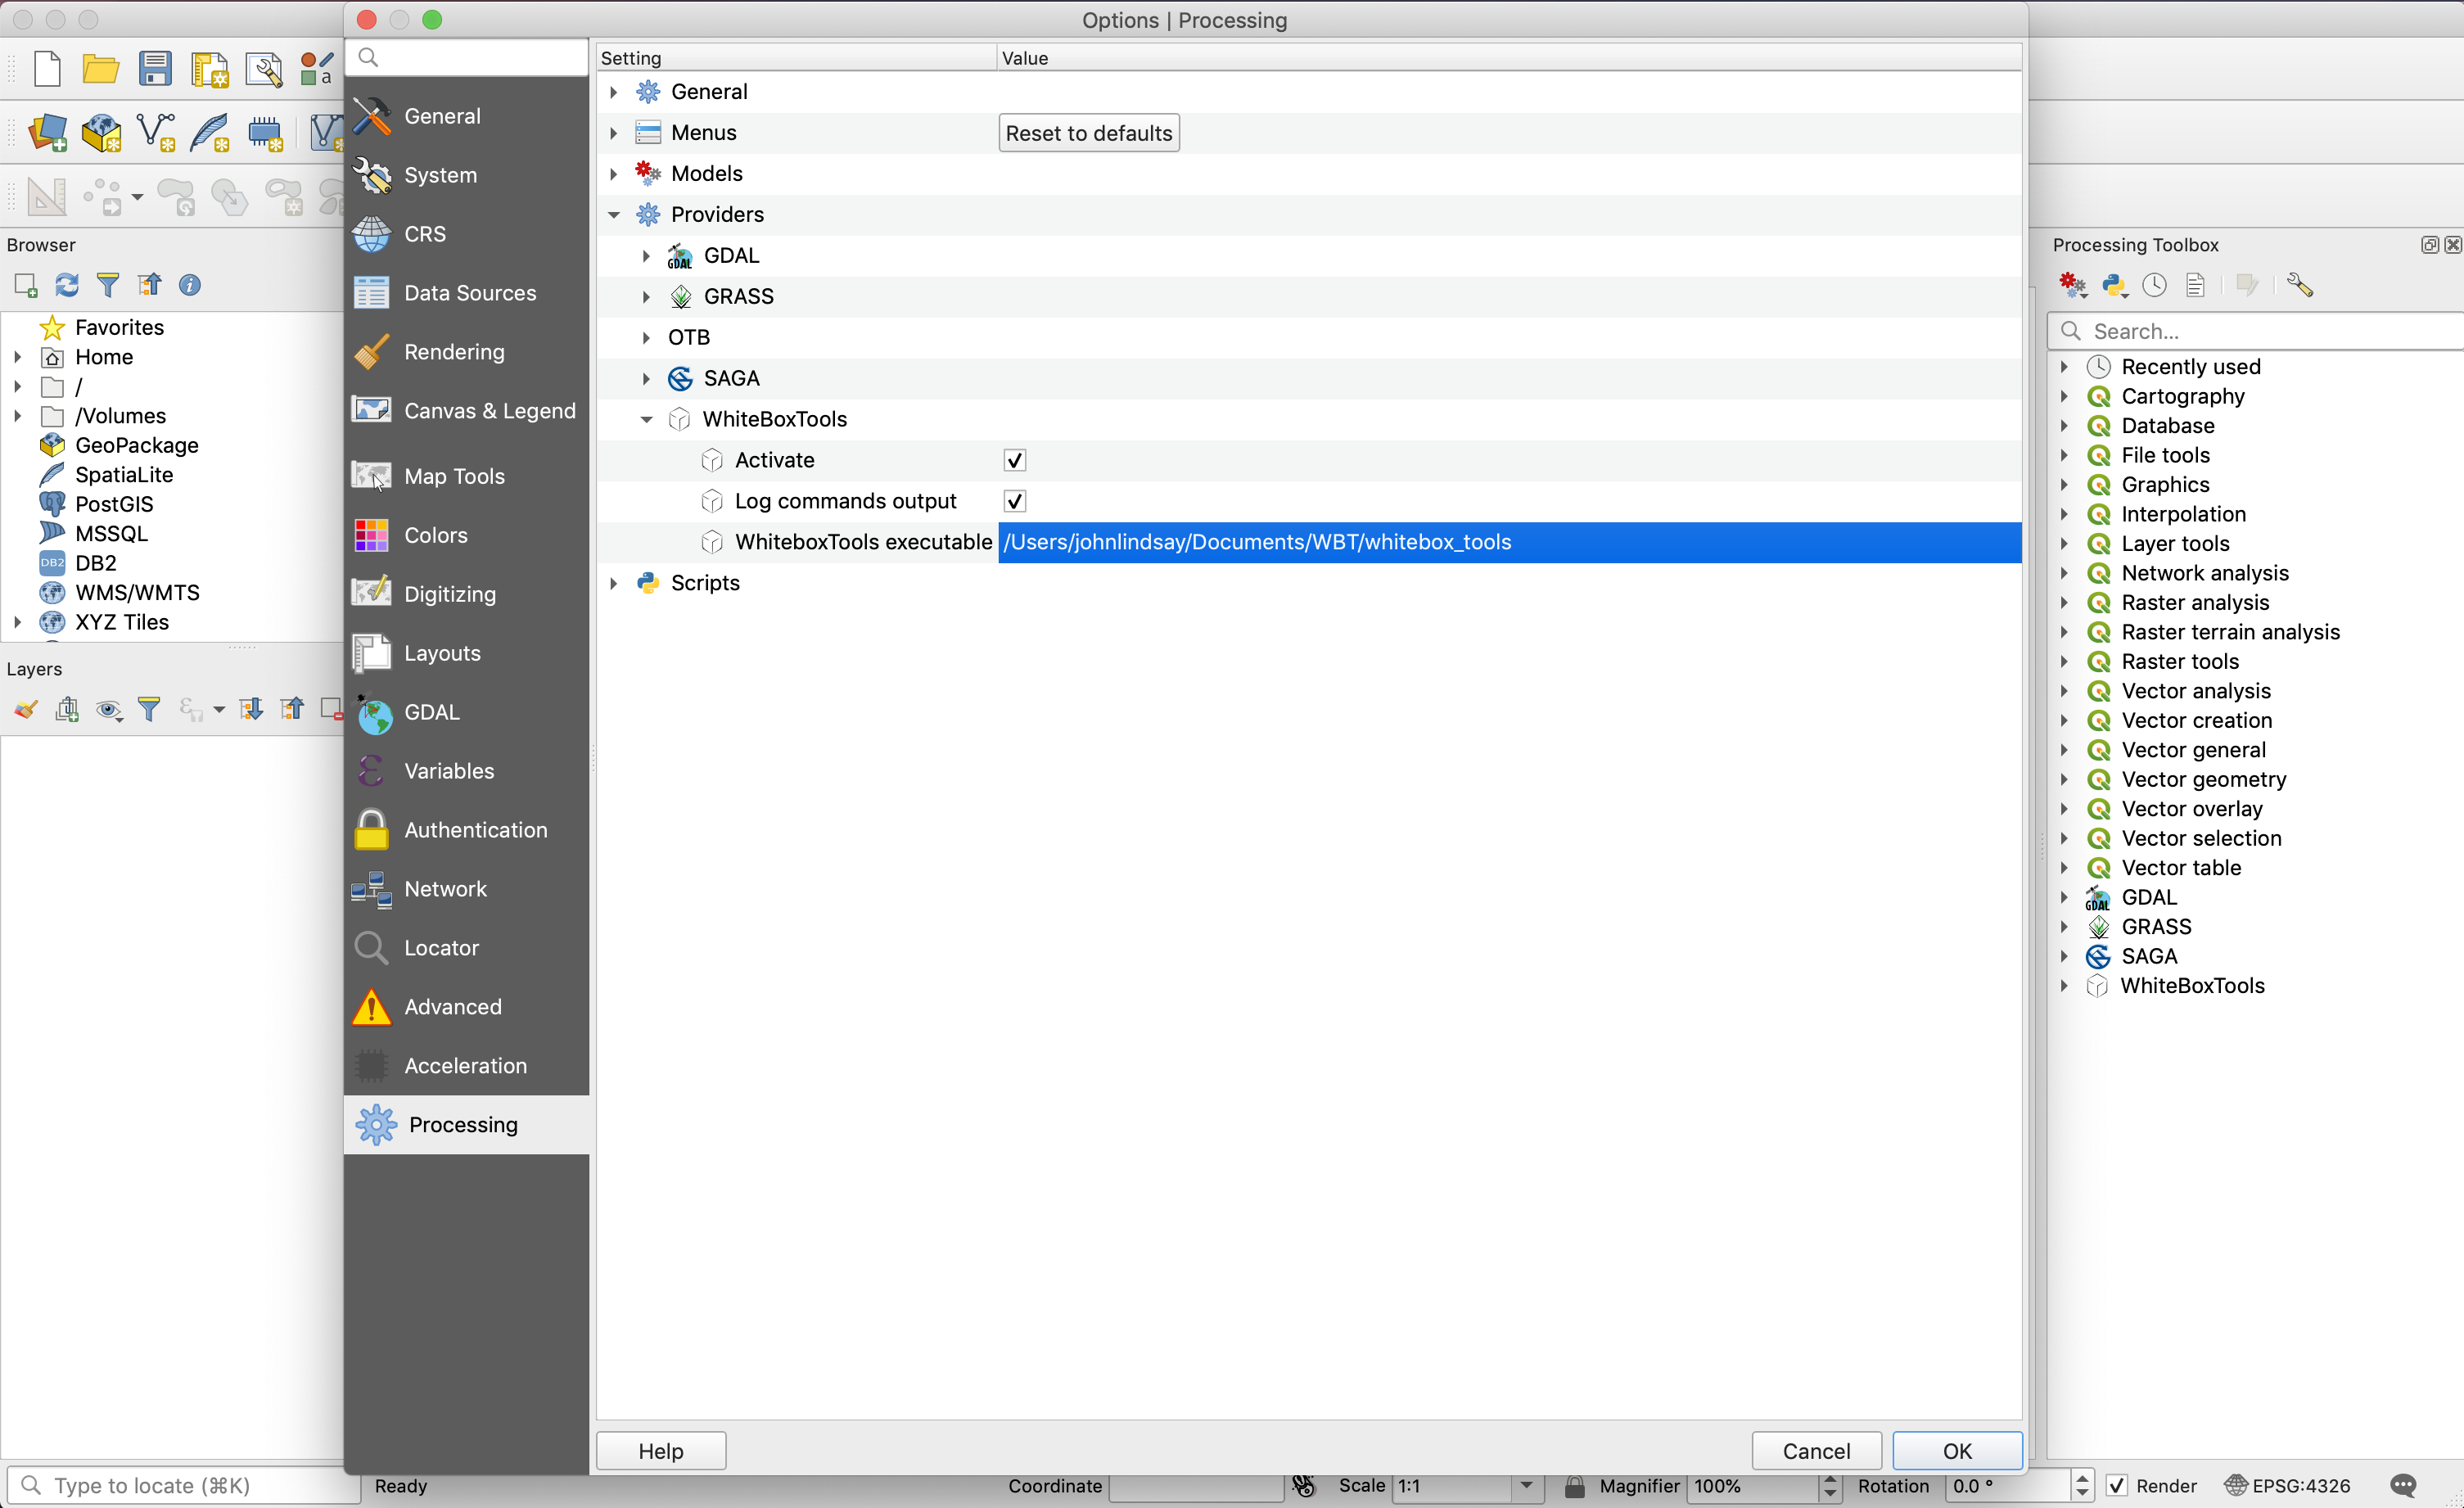 Options | Processing
Browser
Favorites
Home
/
/Volumes
GeoPackage
SpatiaLite
PostGIS
MSSQL
DB2
DB2
WMS/WMTS
XYZ Tiles
Layers
General
System
CRS
Data Sources
Rendering
Canvas & Legend
Map Tools
Colors
Digitizing
Layouts
GDAL
Variables
Authentication
Network
Locator
Advanced
Acceleration
Processing
Setting Value
General
Menus Reset to defaults
Models
Providers
GDAL GDAL
GRASS
OTB
SAGA
WhiteBoxTools
Activate
Log commands output
WhiteboxTools executable /Users/johnlindsay/Documents/WBT/whitebox_tools
Scripts
Help Cancel OK
Processing Toolbox
Search...
Recently used
Cartography
Database
File tools
Graphics
Interpolation
Layer tools
Network analysis
Raster analysis
Raster terrain analysis
Raster tools
Vector analysis
Vector creation
Vector general
Vector geometry
Vector overlay
Vector selection
Vector table
GDAL GDAL
GRASS
SAGA
WhiteBoxTools
Type to locate (⌘K) Ready Coordinate Scale 1:1 Magnifier 100% Rotation 0.0 ° Render EPSG:4326